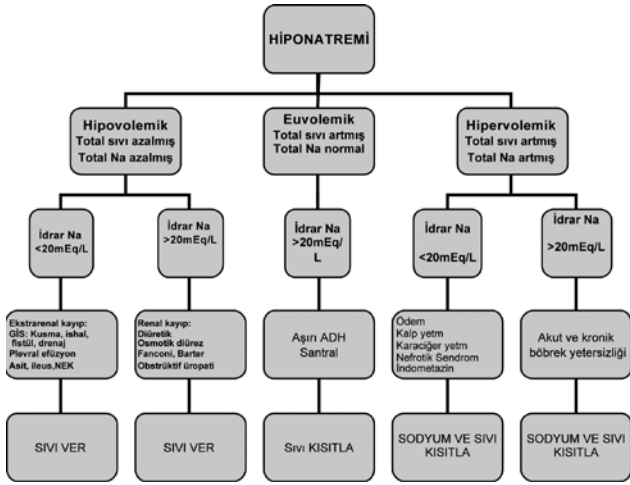 HİPONATREMİ
Hipovolemik
Total sıvı azalmış
Total Na azalmış
Euvolemik
Total sıvı artmış
Total Na normal
Hipervolemik
Total sıvı artmış
Total Na artmış
İdrar Na
<20mEq/L
İdrar Na
>20mEq/L
İdrar Na
>20mEq/
L
İdrar Na
<20mEq/L
İdrar Na
>20mEq/L
Ekstrarenal kayıp:
GİS: Kusma, ishal,
fistül, drenaj
Plevral efüzyon
Asit, ileus,NEK
Renal kayıp:
Diüretik
Osmotik diürez
Fanconi, Barter
Obstrüktif üropati
Aşırı ADH
Santral
Ödem
Kalp yetm
Karaciğer yetm
Nefrotik Sendrom
İndometazin
Akut ve kronik
böbrek yetersizliği
SIVI VER
SIVI VER
Sıvı KISITLA
SODYUM VE SIVI
KISITLA
SODYUM VE SIVI
KISITLA